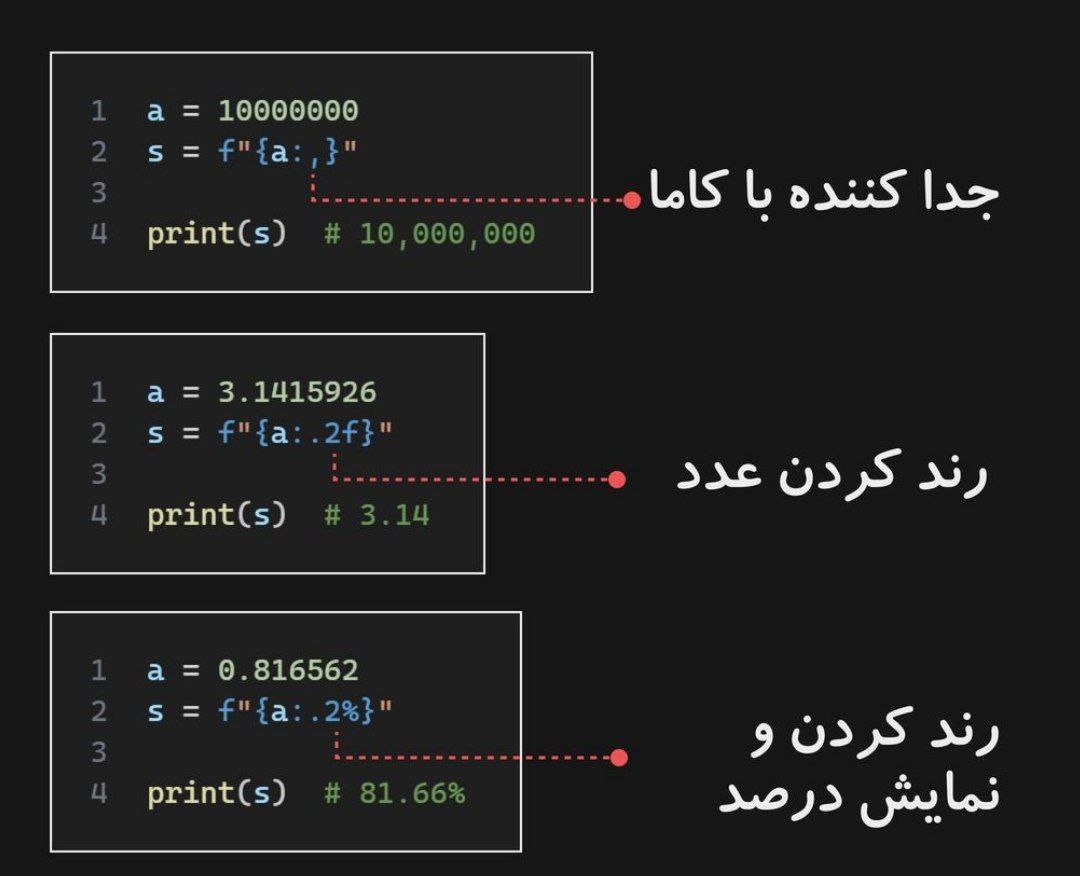 1 a = 10000000
2 s = f"{a:,}"
3
4 print(s) # 10,000,000
جدا کننده با کاما
1 a = 3.1415926
2 s = f"{a:.2f}"
3
4 print(s) # 3.14
رند کردن عدد
1 a = 0.816562
2 s = f"{a:.2%}"
3
4 print(s) # 81.66%
رند کردن و
نمایش درصد